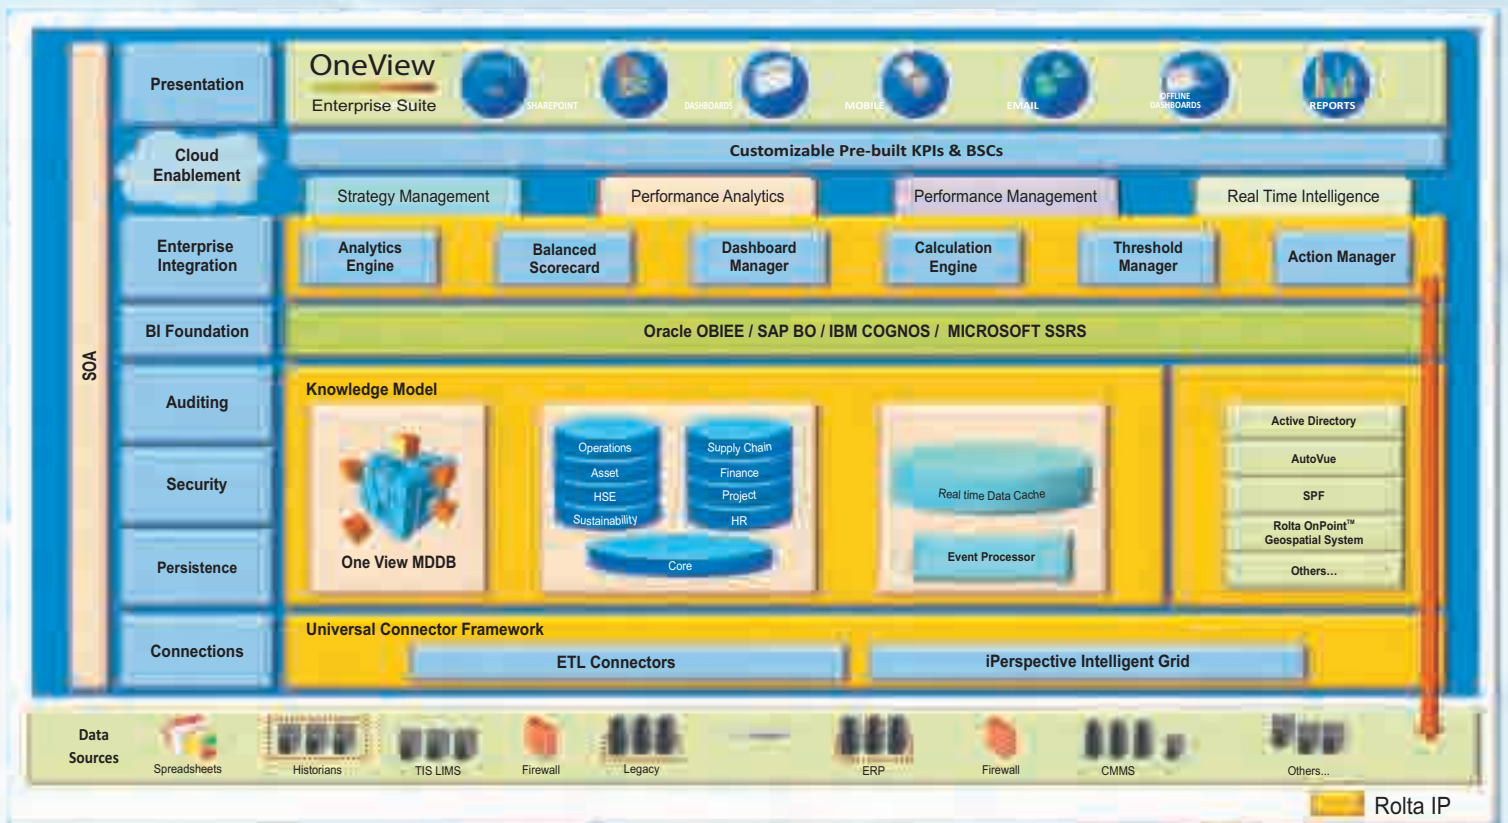 SOA
Presentation
OneView
Enterprise Suite
SHAREPOINT
DASHBOARDS
MOBILE
EMAIL
OFFLINE
DASHBOARDS
REPORTS
Cloud
Enablement
Customizable Pre-built KPIs & BSCs
Strategy Management
Performance Analytics
Performance Management
Real Time Intelligence
Enterprise
Integration
Analytics
Engine
Balanced
Scorecard
Dashboard
Manager
Calculation
Engine
Threshold
Manager
Action Manager
BI Foundation
Oracle OBIEE / SAP BO / IBM COGNOS / MICROSOFT SSRS
Auditing
Security
Persistence
Knowledge Model
One View MDDB
Operations
Asset
HSE
Sustainability
Supply Chain
Finance
Project
HR
Core
Real time Data Cache
Event Processor
Active Directory
AutoVue
SPF
Rolta OnPoint™
Geospatial System
Others...
Connections
Universal Connector Framework
ETL Connectors
iPerspective Intelligent Grid
Data
Sources
Spreadsheets
Historians
TIS LIMS
Firewall
Legacy
ERP
Firewall
CMMS
Others...
Rolta IP